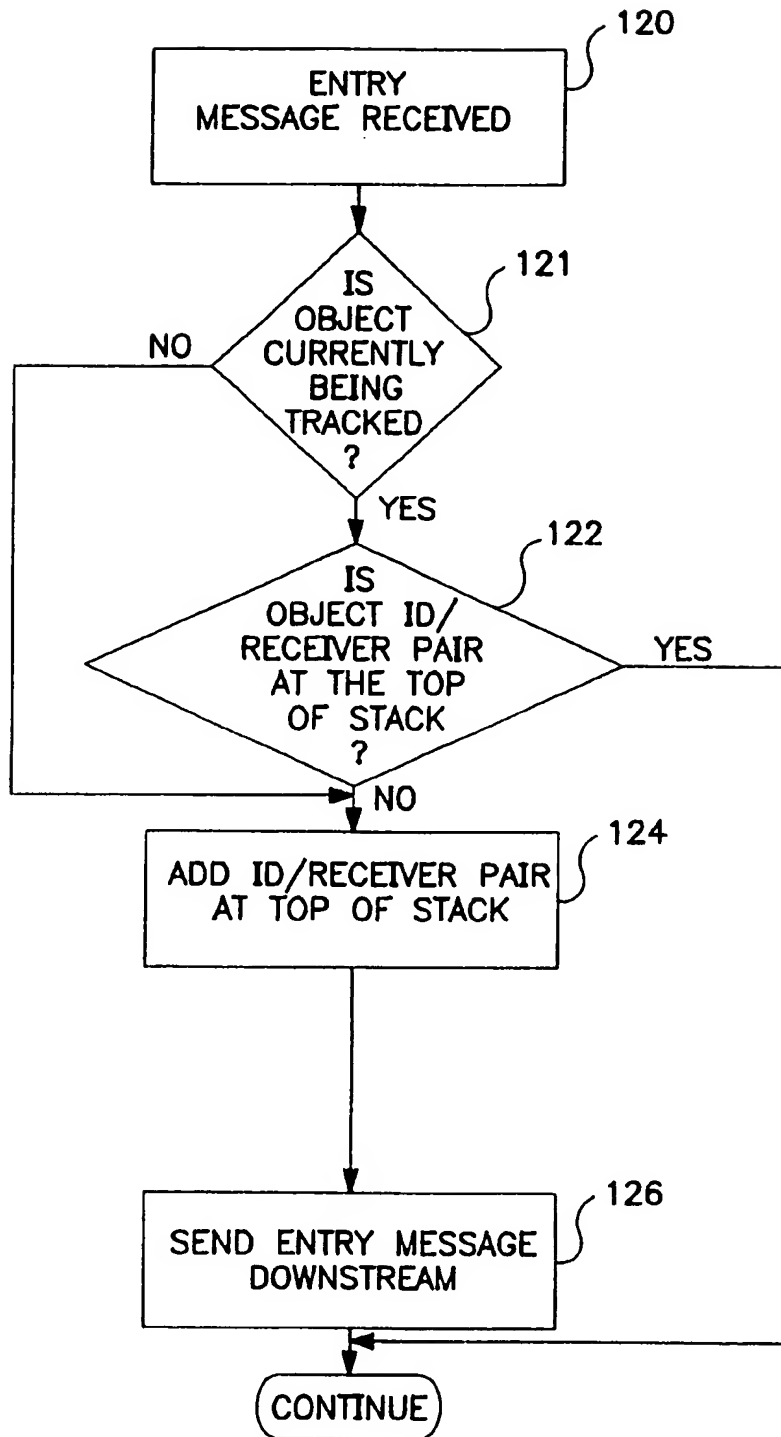 120
ENTRY
MESSAGE RECEIVED
121
IS
OBJECT
CURRENTLY
BEING
TRACKED
?
NO
YES
122
IS
OBJECT ID/
RECEIVER PAIR
AT THE TOP
OF STACK
?
YES
NO
124
ADD ID/RECEIVER PAIR
AT TOP OF STACK
126
SEND ENTRY MESSAGE
DOWNSTREAM
CONTINUE